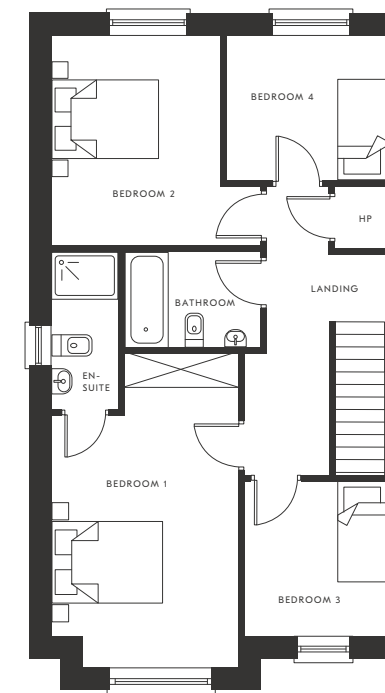 BEDROOM 4
BEDROOM 2
HP
LANDING
BATHROOM
EN-
SUITE
BEDROOM 1
BEDROOM 3